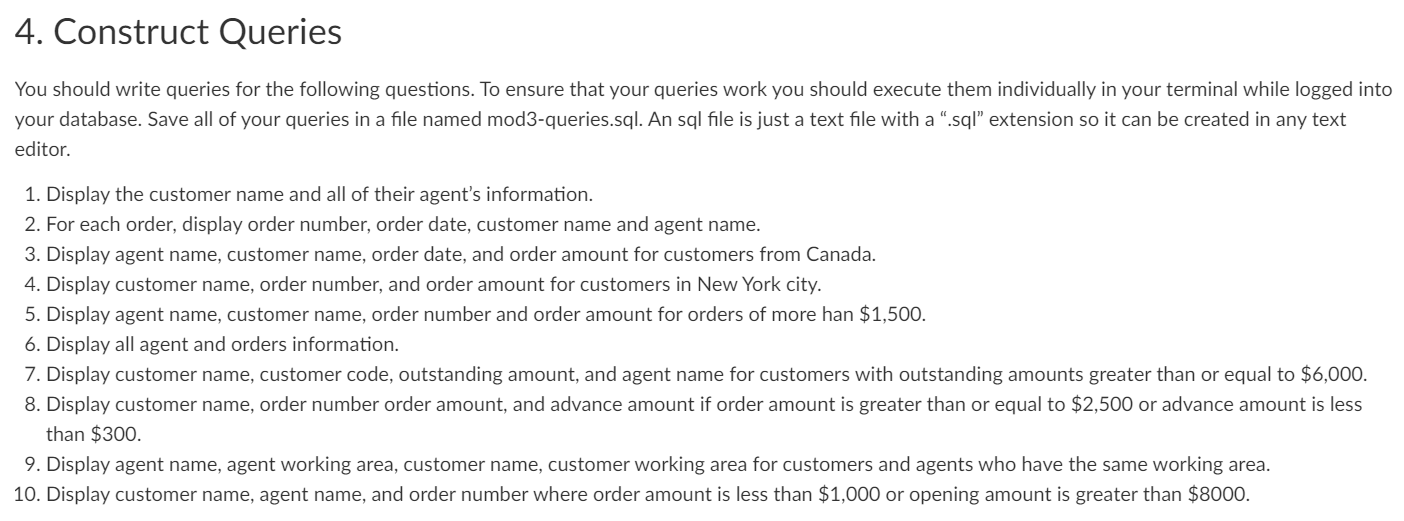 4. Construct Queries
You should write queries for the following questions. To ensure that your queries work you should execute them individually in your terminal while logged into
your database. Save all of your queries in a file named mod3-queries.sql. An sql file is just a text file with a “.sql” extension so it can be created in any text
editor.
1. Display the customer name and all of their agent’s information.
2. For each order, display order number, order date, customer name and agent name.
3. Display agent name, customer name, order date, and order amount for customers from Canada.
4. Display customer name, order number, and order amount for customers in New York city.
5. Display agent name, customer name, order number and order amount for orders of more han $1,500.
6. Display all agent and orders information.
7. Display customer name, customer code, outstanding amount, and agent name for customers with outstanding amounts greater than or equal to $6,000.
8. Display customer name, order number order amount, and advance amount if order amount is greater than or equal to $2,500 or advance amount is less
than $300.
9. Display agent name, agent working area, customer name, customer working area for customers and agents who have the same working area.
10. Display customer name, agent name, and order number where order amount is less than $1,000 or opening amount is greater than $8000.